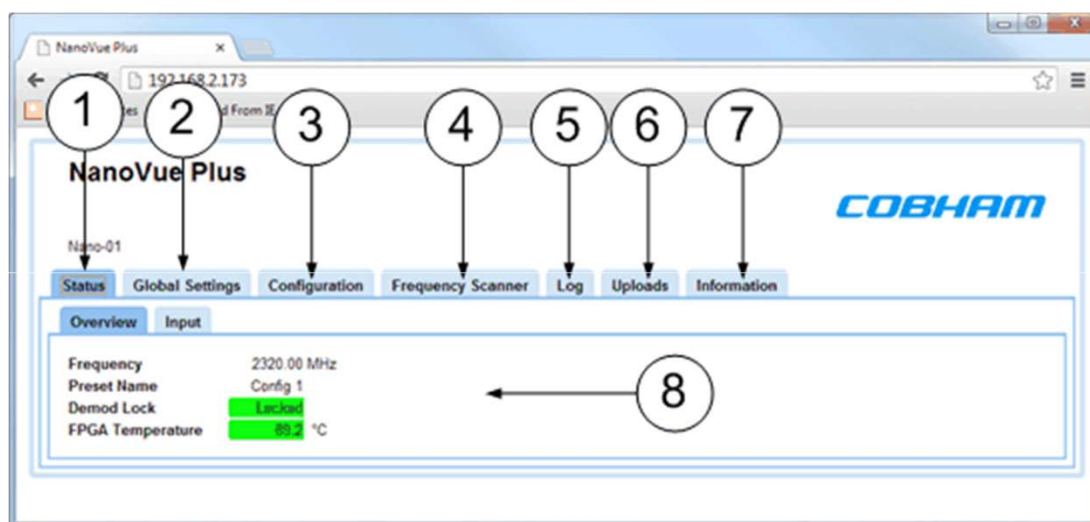 NanoVue Plus
192.168.2.173
From IE
1 2 3 4 5 6 7
NanoVue Plus
COBHAM
Nano-01
Status Global Settings Configuration Frequency Scanner Log Uploads Information
Overview Input
Frequency 2320.00 MHz
Preset Name Config 1
Demod Lock Locked
FPGA Temperature 89.2 °C
8